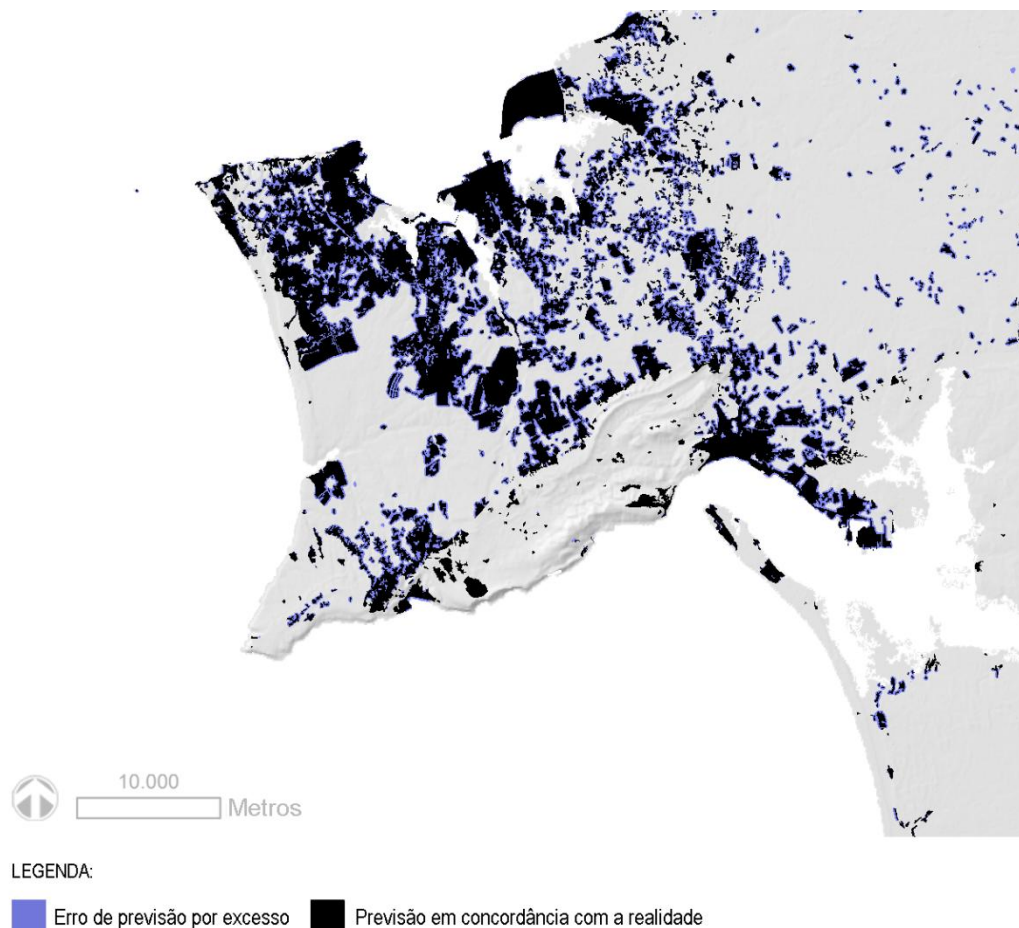 10.000
Metros
LEGENDA:
Erro de previsão por excesso
Previsão em concordância com a realidade